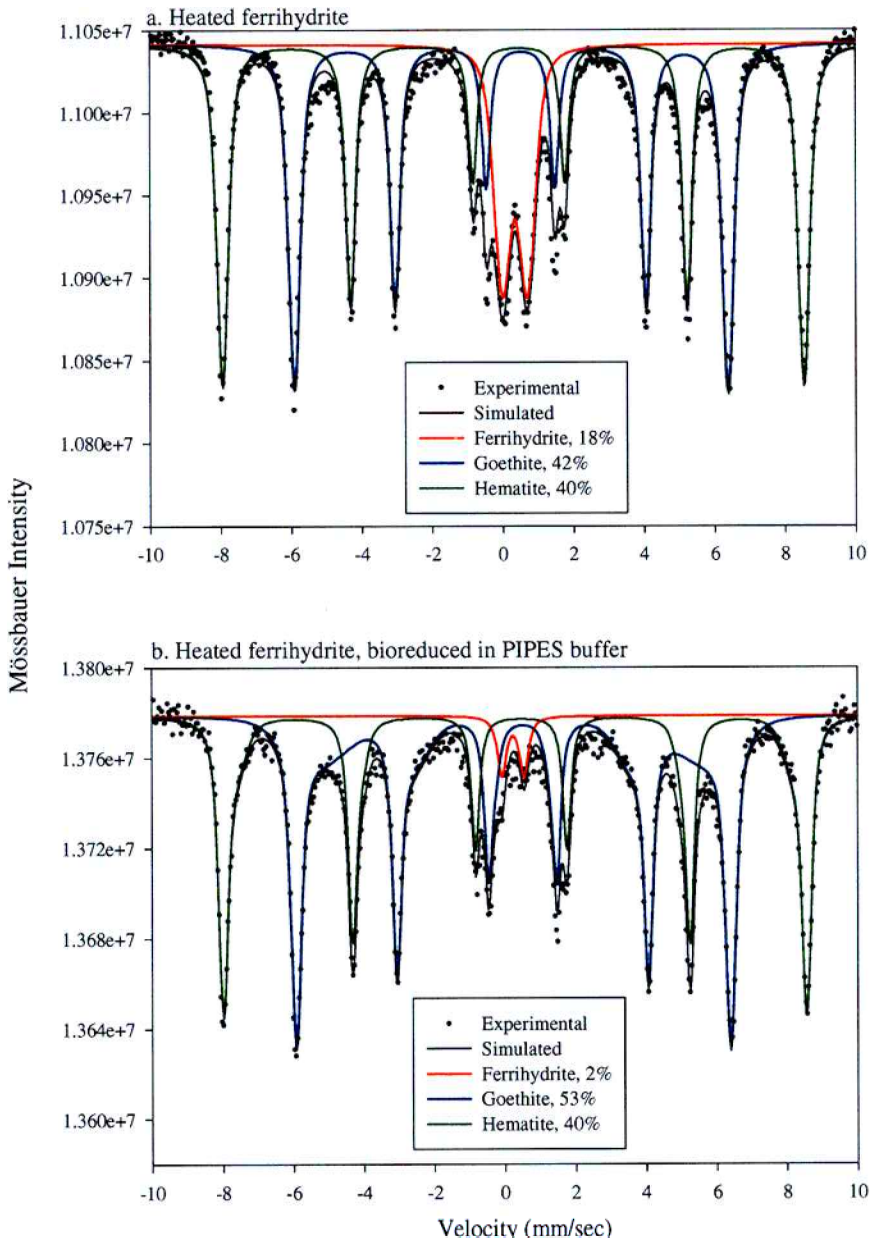 a. Heated ferrihydrite
1.105e+7
1.100e+7
1.095e+7
1.090e+7
1.085e+7
1.080e+7
1.075e+7
Experimental
Simulated
Ferrihydrite, 18%
Goethite, 42%
Hematite, 40%
-10 -8 -6 -4 -2 0 2 4 6 8 10
Mössbauer Intensity
b. Heated ferrihydrite, bioreduced in PIPES buffer
1.380e+7
1.376e+7
1.372e+7
1.368e+7
1.364e+7
1.360e+7
Experimental
Simulated
Ferrihydrite, 2%
Goethite, 53%
Hematite, 40%
-10 -8 -6 -4 -2 0 2 4 6 8 10
Velocity (mm/sec)